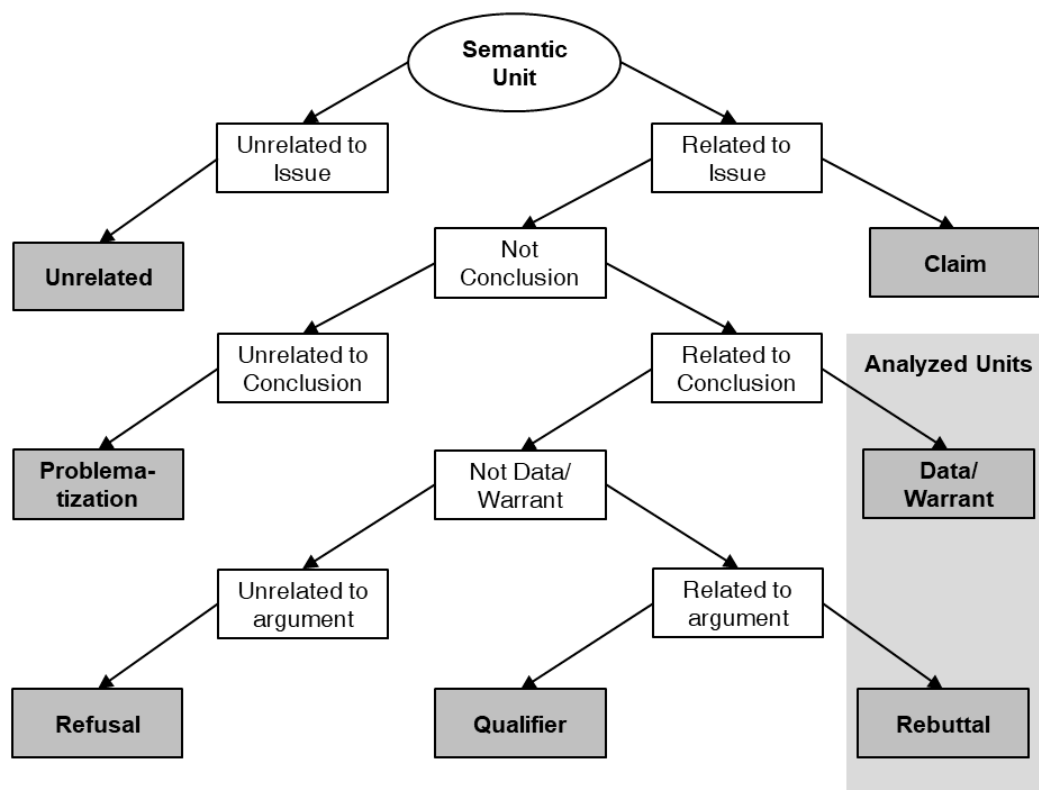 Semantic
Unit
Unrelated to
Issue
Related to
Issue
Unrelated
Not
Conclusion
Claim
Unrelated to
Conclusion
Related to
Conclusion
Analyzed Units
Problema-
tization
Not Data/
Warrant
Data/
Warrant
Unrelated to
argument
Related to
argument
Refusal
Qualifier
Rebuttal